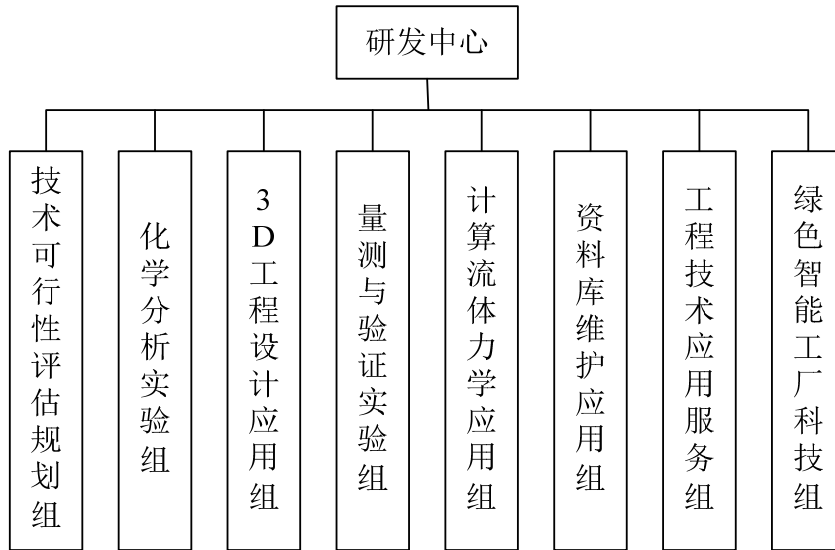 研发中心
技术可行性评估规划组
化学分析实验组
3D工程设计应用组
量测与验证实验组
计算流体力学应用组
资料库维护应用组
工程技术应用服务组
绿色智能工厂科技组